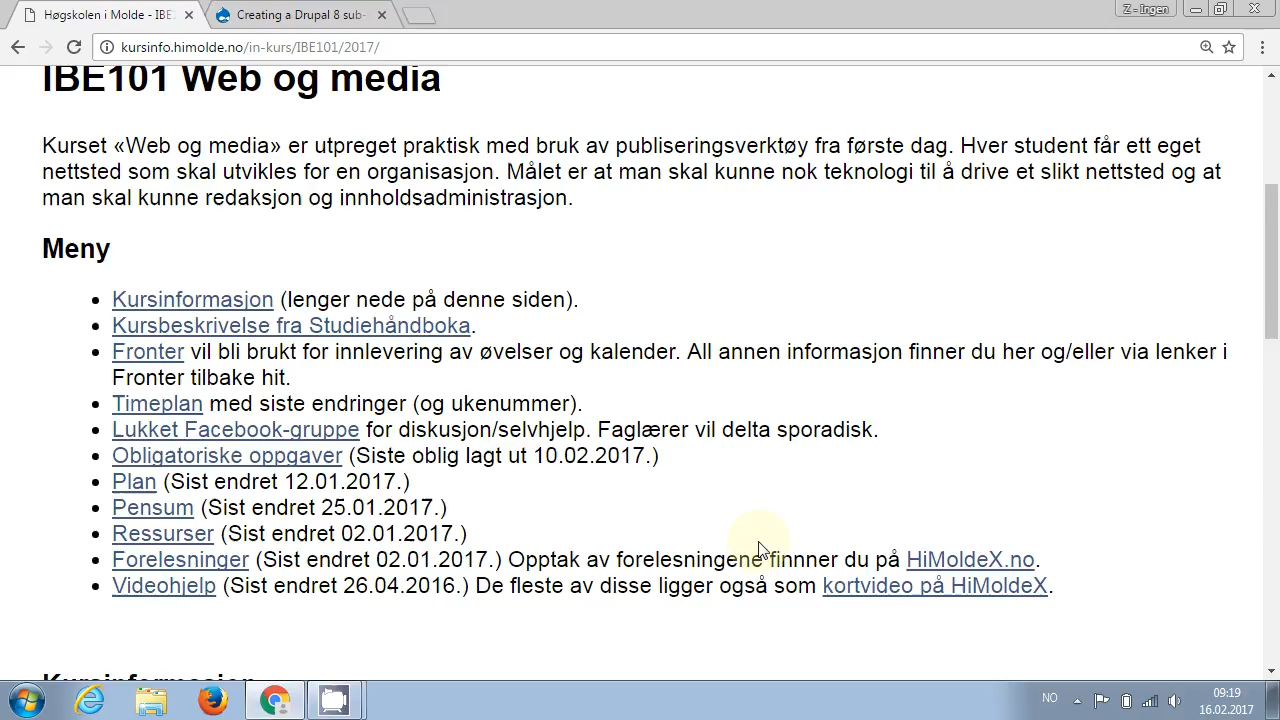 Høgskolen i Molde - IBE
Creating a Drupal 8 sub-
Z - Ingen
kursinfo.himolde.no/in-kurs/IBE101/2017/
IBE101 Web og media
Kurset «Web og media» er utpreget praktisk med bruk av publiseringsverktøy fra første dag. Hver student får ett eget
nettsted som skal utvikles for en organisasjon. Målet er at man skal kunne nok teknologi til å drive et slikt nettsted og at
man skal kunne redaksjon og innholdsadministrasjon.
Meny
Kursinformasjon (lenger nede på denne siden).
Kursbeskrivelse fra Studiehåndboka.
Fronter vil bli brukt for innlevering av øvelser og kalender. All annen informasjon finner du her og/eller via lenker i
Fronter tilbake hit.
Timeplan med siste endringer (og ukenummer).
Lukket Facebook-gruppe for diskusjon/selvhjelp. Faglærer vil delta sporadisk.
Obligatoriske oppgaver (Siste oblig lagt ut 10.02.2017.)
Plan (Sist endret 12.01.2017.)
Pensum (Sist endret 25.01.2017.)
Ressurser (Sist endret 02.01.2017.)
Forelesninger (Sist endret 02.01.2017.) Opptak av forelesningene finnner du på HiMoldeX.no.
Videohjelp (Sist endret 26.04.2016.) De fleste av disse ligger også som kortvideo på HiMoldeX.
Kursinformasjon
NO
09:19
16.02.2017